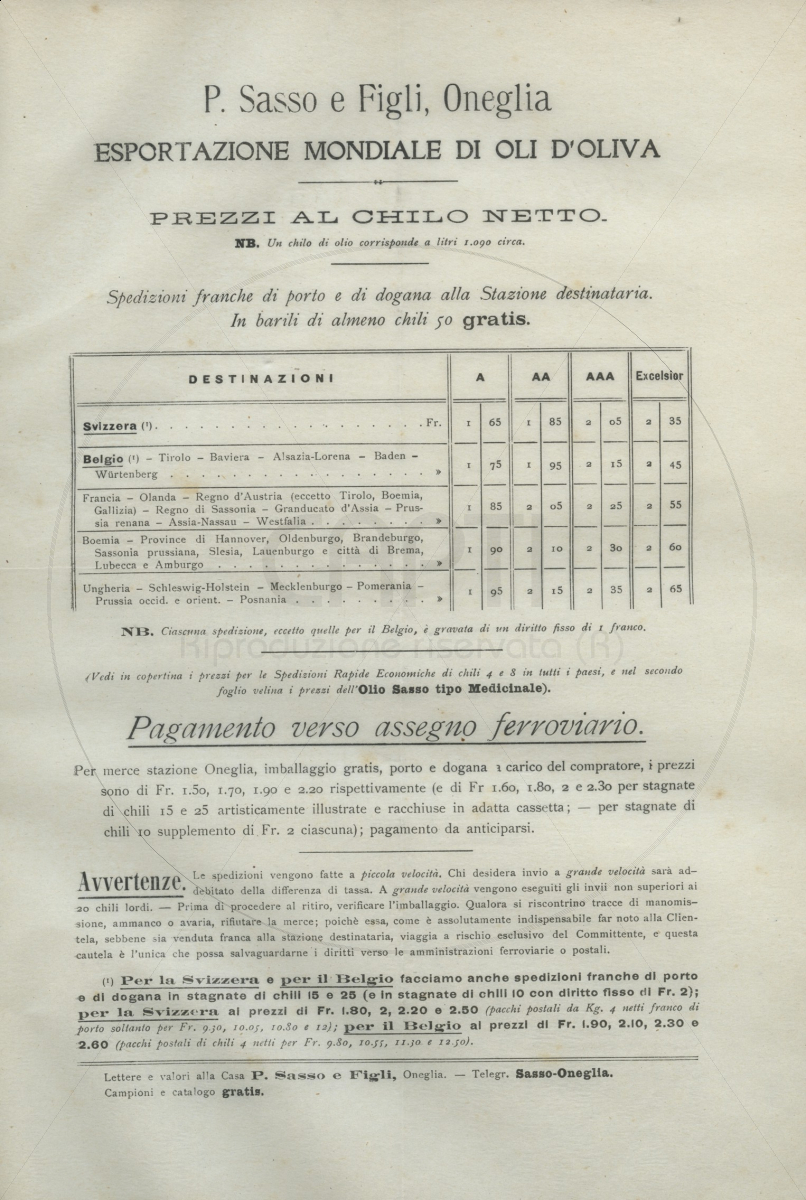 P. Sasso e Figli, Oneglia
ESPORTAZIONE MONDIALE DI OLI D'OLIVA
PREZZI AL CHILO NETTO.
NB. Un chilo di olio corrisponde a litri 1.090 circa.
Spedizioni franche di porto e di dogana alla Stazione destinataria.
In barili di almeno chili 50 gratis.
DESTINAZIONI A AA AAA Excelsior
Svizzera (¹). . . . . . . . . . . . . . . . . . Fr. 1 65 1 85 2 05 2 35
Belgio (¹) – Tirolo – Baviera – Alsazia-Lorena – Baden –
Würtenberg . . . . . . . . . . . . . . . . » 1 75 1 95 2 15 2 45
Francia – Olanda – Regno d'Austria (eccetto Tirolo, Boemia,
Gallizia) – Regno di Sassonia – Granducato d'Assia – Prus-
sia renana – Assia-Nassau – Westfalia . . . . . . . . » 1 85 2 05 2 25 2 55
Boemia – Province di Hannover, Oldenburgo, Brandeburgo,
Sassonia prussiana, Slesia, Lauenburgo e città di Brema,
Lubecca e Amburgo . . . . . . . . . . . . . . » 1 90 2 10 2 30 2 60
Ungheria – Schleswig-Holstein – Mecklenburgo – Pomerania –
Prussia occid. e orient. – Posnania . . . . . . . . . » 1 95 2 15 2 35 2 65
NB. Ciascuna spedizione, eccetto quelle per il Belgio, è gravata di un diritto fisso di 1 franco.
Riproduzione riservata (R)
(Vedi in copertina i prezzi per le Spedizioni Rapide Economiche di chili 4 e 8 in tutti i paesi, e nel secondo
foglio velina i prezzi dell'Olio Sasso tipo Medicinale).
Pagamento verso assegno ferroviario.
Per merce stazione Oneglia, imballaggio gratis, porto e dogana a carico del compratore, i prezzi
sono di Fr. 1.50, 1.70, 1.90 e 2.20 rispettivamente (e di Fr 1.60, 1.80, 2 e 2.30 per stagnate
di chili 15 e 25 artisticamente illustrate e racchiuse in adatta cassetta; — per stagnate di
chili 10 supplemento di Fr. 2 ciascuna); pagamento da anticiparsi.
Avvertenze. Le spedizioni vengono fatte a piccola velocità. Chi desidera invio a grande velocità sarà ad-
debitato della differenza di tassa. A grande velocità vengono eseguiti gli invii non superiori ai
20 chili lordi. — Prima di procedere al ritiro, verificare l'imballaggio. Qualora si riscontrino tracce di manomis-
sione, ammanco o avaria, rifiutare la merce; poichè essa, come è assolutamente indispensabile far noto alla Clien-
tela, sebbene sia venduta franca alla stazione destinataria, viaggia a rischio esclusivo del Committente, e questa
cautela è l'unica che possa salvaguardarne i diritti verso le amministrazioni ferroviarie o postali.
(¹) Per la Svizzera e per il Belgio facciamo anche spedizioni franche di porto
e di dogana in stagnate di chili 15 e 25 (e in stagnate di chili 10 con diritto fisso di Fr. 2);
per la Svizzera ai prezzi di Fr. 1.80, 2, 2.20 e 2.50 (pacchi postali da Kg. 4 netti franco di
porto soltanto per Fr. 9.30, 10.05, 10.80 e 12); per il Belgio ai prezzi di Fr. 1.90, 2.10, 2.30 e
2.60 (pacchi postali di chili 4 netti per Fr. 9.80, 10.55, 11.30 e 12.50).
Lettere e valori alla Casa P. Sasso e Figli, Oneglia. — Telegr. Sasso-Oneglia.
Campioni e catalogo gratis.